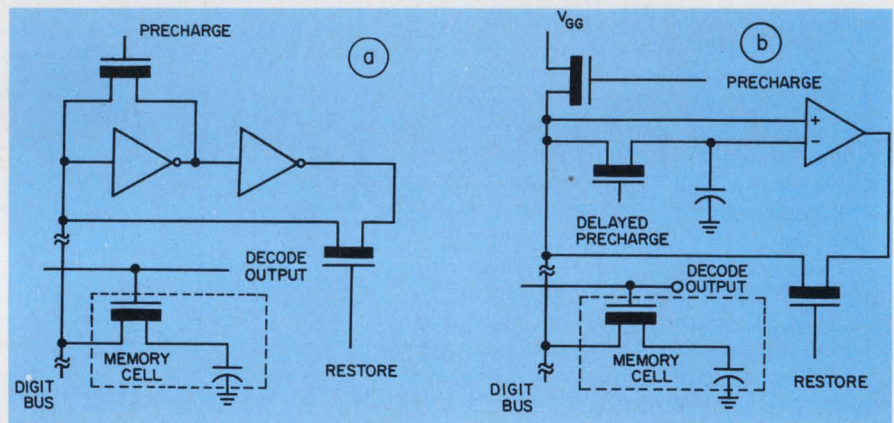 PRECHARGE
a
DECODE
OUTPUT
MEMORY
CELL
DIGIT
BUS
RESTORE
VGG
b
PRECHARGE
+
−
DELAYED
PRECHARGE
DECODE
OUTPUT
MEMORY
CELL
DIGIT
BUS
RESTORE